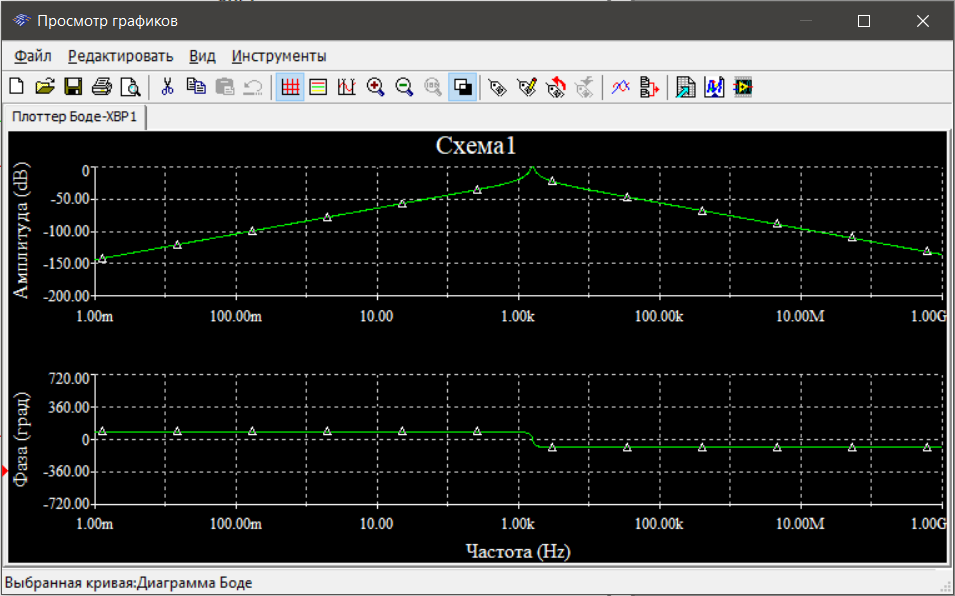 Просмотр графиков
Файл Редактировать Вид Инструменты
Плоттер Боде-XBP1
Схема1
Амплитуда (dB)
0
-50.00
-100.00
-150.00
-200.00
1.00m 100.00m 10.00 1.00k 100.00k 10.00M 1.00G
Фаза (град)
720.00
360.00
0
-360.00
-720.00
1.00m 100.00m 10.00 1.00k 100.00k 10.00M 1.00G
Частота (Hz)
Выбранная кривая:Диаграмма Боде